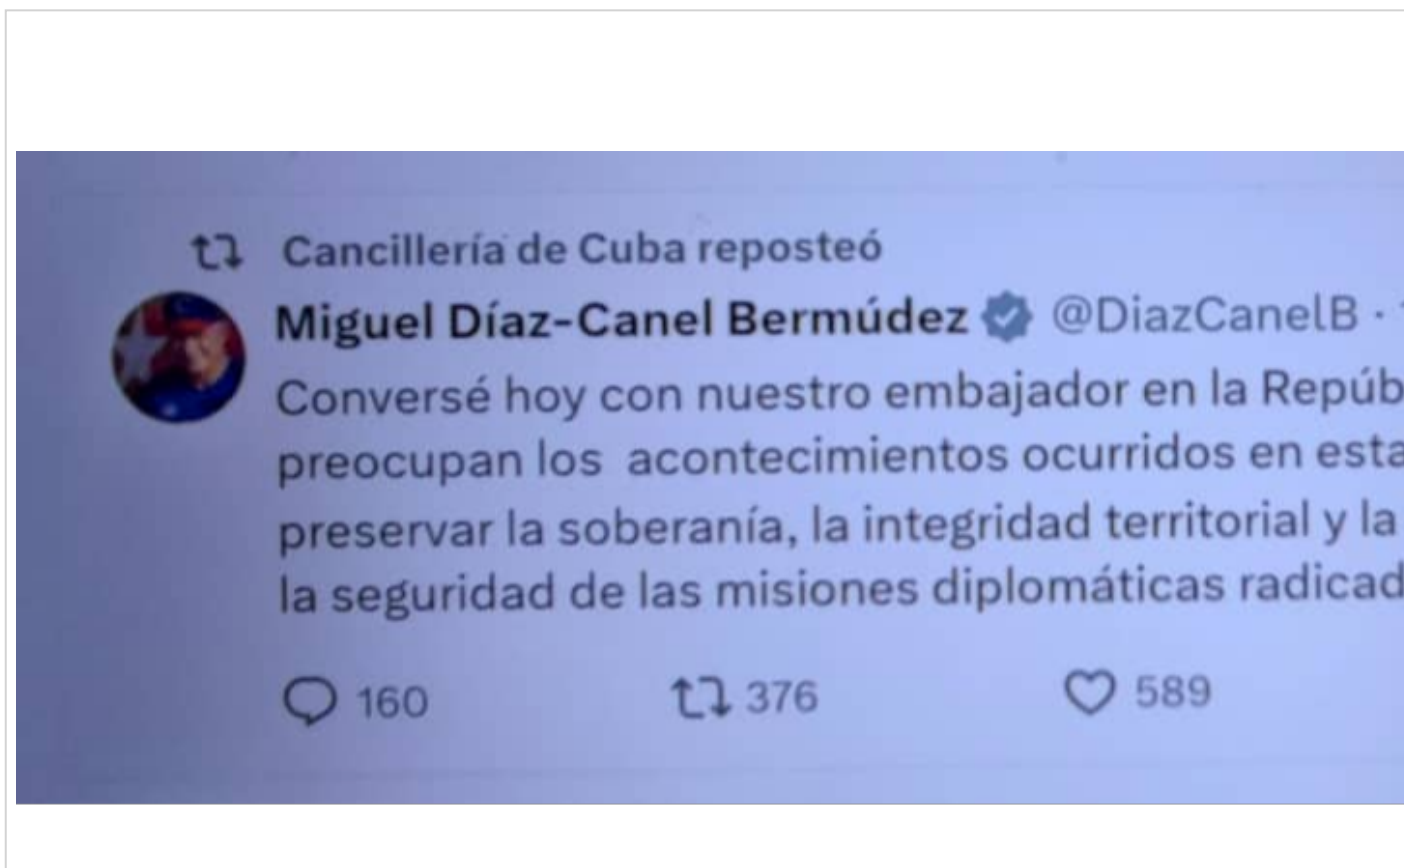 Cancillería de Cuba reposteó
Miguel Díaz-Canel Bermúdez @DiazCanelB ·
Conversé hoy con nuestro embajador en la Repúb
preocupan los acontecimientos ocurridos en esta
preservar la soberanía, la integridad territorial y la
la seguridad de las misiones diplomáticas radicad
160 376 589